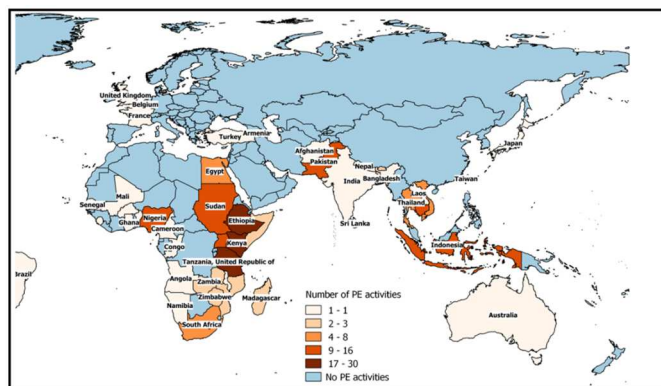 United Kingdom
Belgium
France
Turkey
Armenia
Japan
Afghanistan
Pakistan
Nepal
Bangladesh
Taiwan
Egypt
India
Mali
Laos
Senegal
Sudan
Thailand
Ghana
Nigeria
Ethiopia
Sri Lanka
Cameroon
Congo
Kenya
Indonesia
Tanzania, United Republic of
Brazil
Angola
Zambia
Zimbabwe
Madagascar
Namibia
South Africa
Australia
Number of PE activities
1 - 1
2 - 3
4 - 8
9 - 16
17 - 30
No PE activities